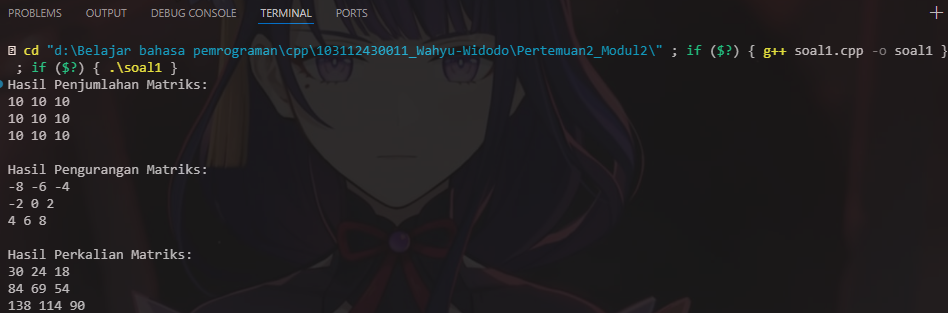 PROBLEMS OUTPUT DEBUG CONSOLE TERMINAL PORTS
cd "d:\Belajar bahasa pemrograman\cpp\103112430011_Wahyu-Widodo\Pertemuan2_Modul2\" ; if ($?) { g++ soal1.cpp -o soal1 }
; if ($?) { .\soal1 }
Hasil Penjumlahan Matriks:
10 10 10
10 10 10
10 10 10
Hasil Pengurangan Matriks:
-8 -6 -4
-2 0 2
4 6 8
Hasil Perkalian Matriks:
30 24 18
84 69 54
138 114 90